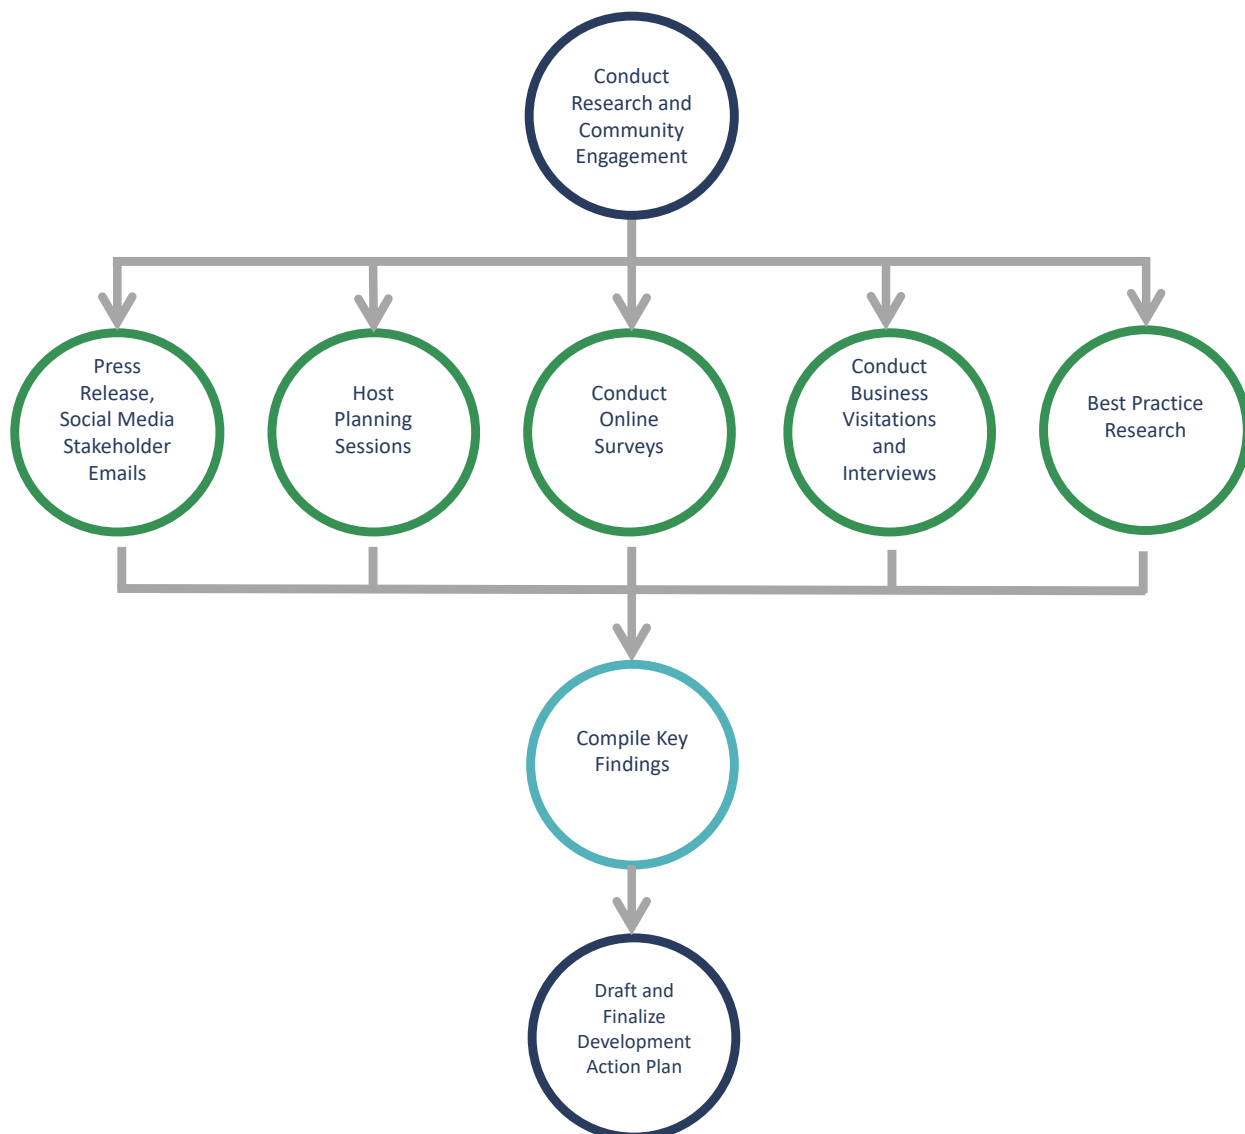 Conduct
Research and
Community
Engagement
Press
Release,
Social Media
Stakeholder
Emails
Host
Planning
Sessions
Conduct
Online
Surveys
Conduct
Business
Visitations
and
Interviews
Best Practice
Research
Compile Key
Findings
Draft and
Finalize
Development
Action Plan